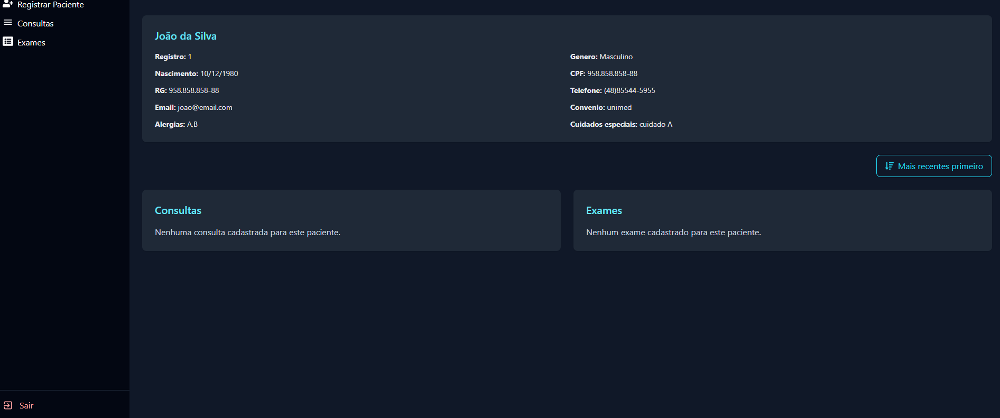 Registrar Paciente
Consultas
Exames
Sair
João da Silva
Registro: 1
Genero: Masculino
Nascimento: 10/12/1980
CPF: 958.858.858-88
RG: 958.858.858-88
Telefone: (48)85544-5955
Email: joao@email.com
Convenio: unimed
Alergias: A,B
Cuidados especiais: cuidado A
Mais recentes primeiro
Consultas
Nenhuma consulta cadastrada para este paciente.
Exames
Nenhum exame cadastrado para este paciente.